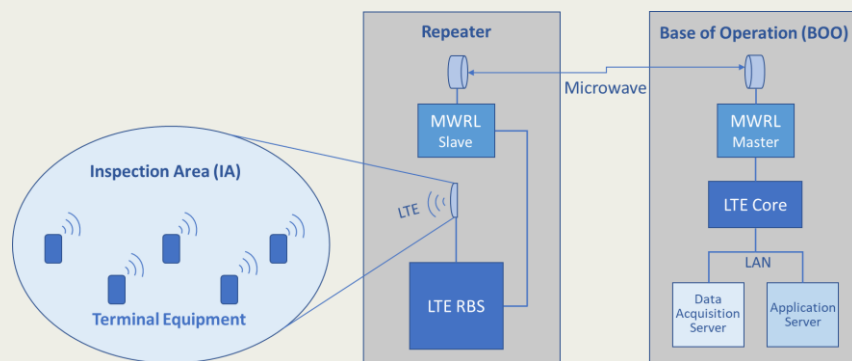 Repeater
Base of Operation (BOO)
Microwave
MWRL
Slave
MWRL
Master
Inspection Area (IA)
LTE
LTE Core
LAN
LTE RBS
Data
Acquisition
Server
Application
Server
Terminal Equipment